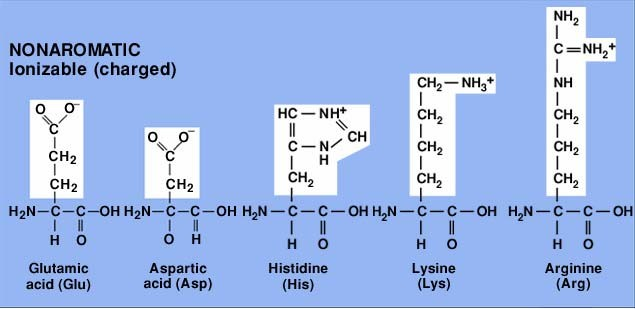 NONAROMATIC
Ionizable (charged)
O O⁻
C
CH₂
CH₂
H₂N—C—C—OH
H O
Glutamic
acid (Glu)
O O⁻
C
CH₂
H₂N—C—C—OH
O H
Aspartic
acid (Asp)
HC—NH⁺
CH
C—N
H
CH₂
H₂N—C—C—OH
H O
Histidine
(His)
CH₂—NH₃⁺
CH₂
CH₂
CH₂
H₂N—C—C—OH
H O
Lysine
(Lys)
NH₂
C=NH₂⁺
NH
CH₂
CH₂
CH₂
H₂N—C—C—OH
H O
Arginine
(Arg)